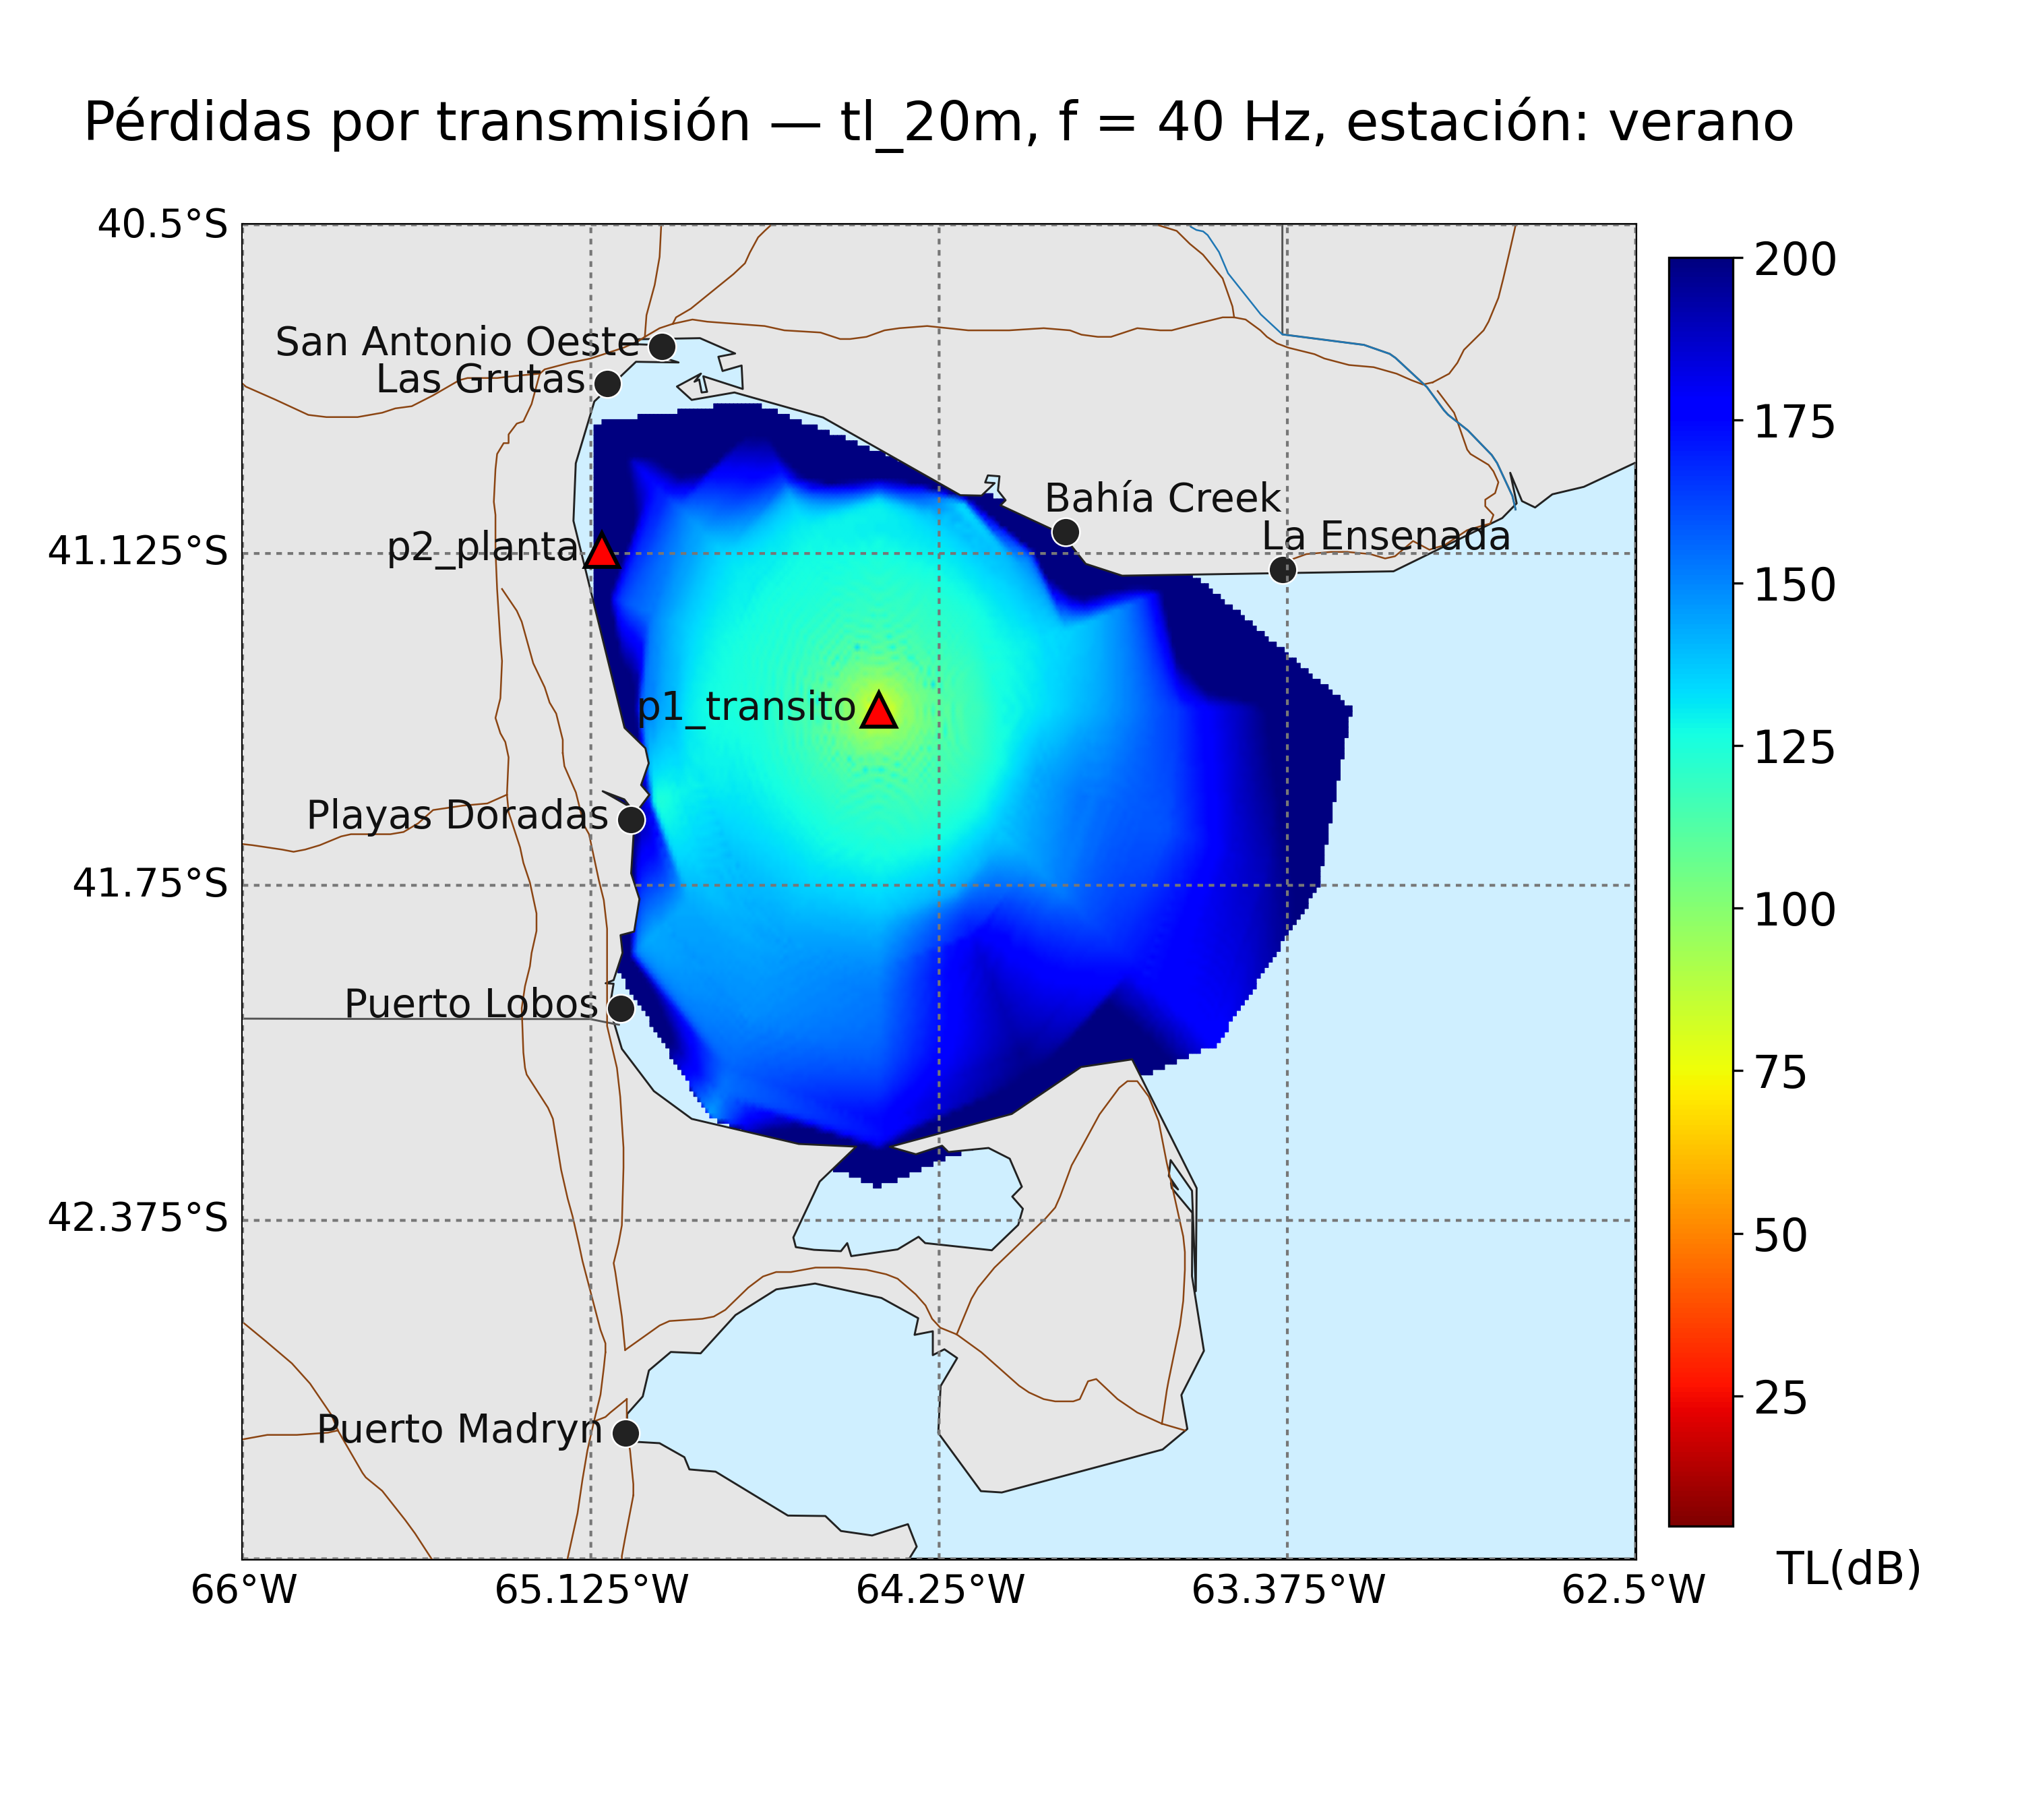 Pérdidas por transmisión — tl_20m, f = 40 Hz, estación: verano
40.5°S
200
San Antonio Oeste
Las Grutas
175
Bahía Creek
La Ensenada
p2_planta
41.125°S
150
p1_transito
125
Playas Doradas
41.75°S
100
Puerto Lobos
75
42.375°S
50
25
Puerto Madryn
TL(dB)
66°W
65.125°W
64.25°W
63.375°W
62.5°W